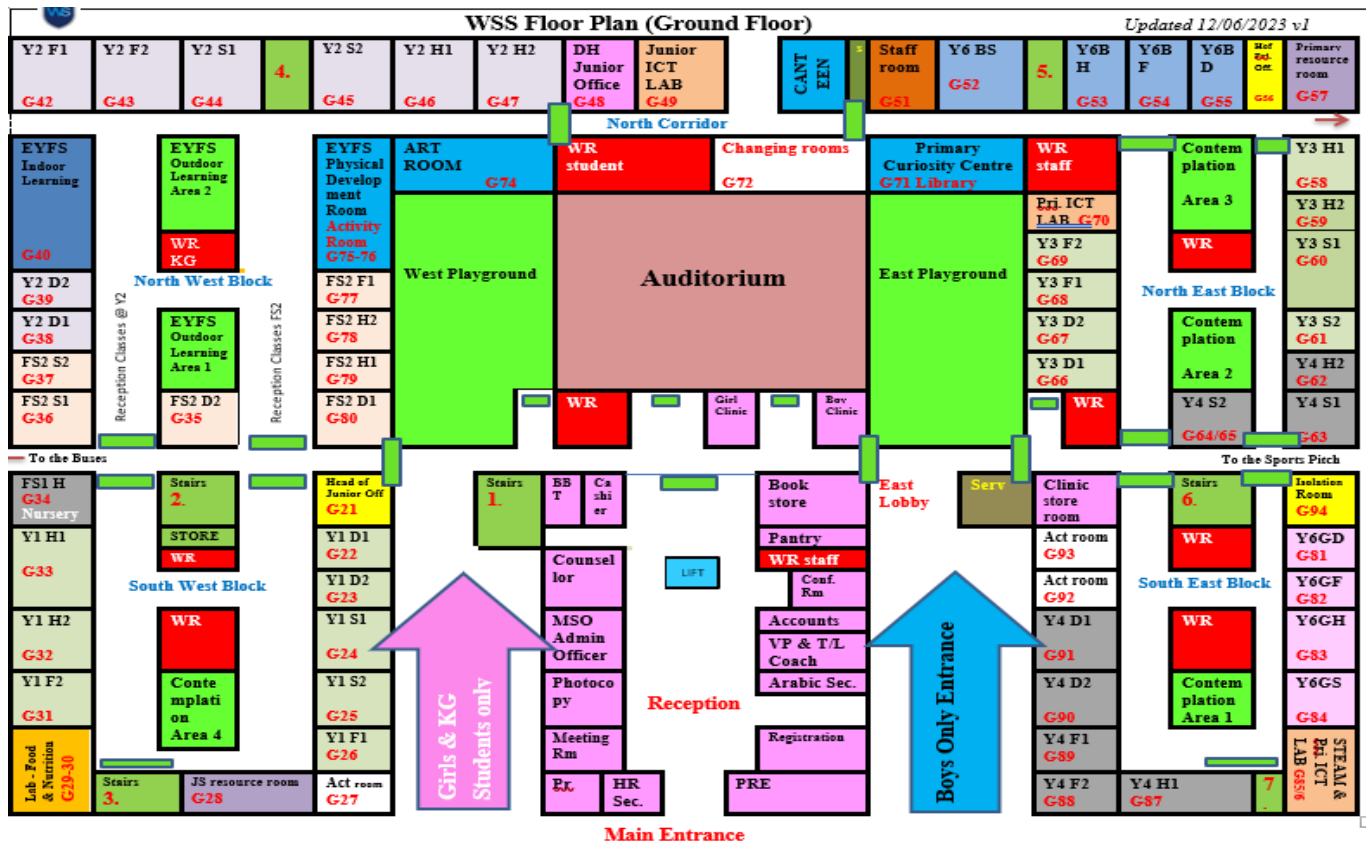 WS
WSS Floor Plan (Ground Floor)
Updated 12/06/2023 v1
Y2 F1
G42
Y2 F2
G43
Y2 S1
G44
4.
Y2 S2
G45
Y2 H1
G46
Y2 H2
G47
DH
Junior
Office
G48
Junior
ICT
LAB
G49
CANT
EEN
S
Staff
room
G51
Y6 BS
G52
5.
Y6B
H
G53
Y6B
F
G54
Y6B
D
G55
Off.
G56
Primary
resource
room
G57
North Corridor
EYFS
Indoor
Learning
G40
EYFS
Outdoor
Learning
Area 2
WR
KG
EYFS
Physical
Develop
ment
Room
Activity
Room
G75-76
ART
ROOM
G74
WR
student
Changing rooms
G72
Primary
Curiosity Centre
G71 Library
WR
staff
Pri. ICT
LAB G70
Contem
plation
Area 3
WR
Y3 H1
G58
Y3 H2
G59
Y3 S1
G60
North West Block
Y2 D2
G39
Y2 D1
G38
FS2 S2
G37
FS2 S1
G36
Reception Classes @ Y2
EYFS
Outdoor
Learning
Area 1
FS2 D2
G35
Reception Classes FS2
FS2 F1
G77
FS2 H2
G78
FS2 H1
G79
FS2 D1
G80
West Playground
Auditorium
East Playground
Y3 F2
G69
Y3 F1
G68
Y3 D2
G67
Y3 D1
G66
WR
North East Block
Contem
plation
Area 2
Y4 S2
G64/65
Y3 S2
G61
Y4 H2
G62
Y4 S1
G63
WR
Girl
Clinic
Boy
Clinic
To the Buses
To the Sports Pitch
FS1 H
G34
Nursery
Stairs
2.
STORE
WR
Head of
Junior Off
G21
Stairs
1.
BB
T
Ca
shi
er
Book
store
East
Lobby
Serv
Clinic
store
room
Stairs
6.
Isolation
Room
G94
Y1 H1
G33
Y1 D1
G22
Y1 D2
G23
South West Block
Counsel
lor
LIFT
Pantry
WR staff
Conf.
Rm
Act room
G93
Act room
G92
WR
South East Block
Y6GD
G81
Y6GF
G82
Y1 H2
G32
WR
Y1 S1
G24
MSO
Admin
Officer
Accounts
VP & T/L
Coach
Y4 D1
G91
WR
Y6GH
G83
Y1 F2
G31
Conte
mplati
on
Area 4
Y1 S2
G25
Girls & KG
Students only
Photoco
py
Reception
Arabic Sec.
Boys Only Entrance
Y4 D2
G90
Contem
plation
Area 1
Y6GS
G84
Lab - Food
& Nutrition
G29-30
Y1 F1
G26
Meeting
Rm
Registration
Y4 F1
G89
STEAM &
Pri. ICT
LAB G85/6
Stairs
3.
JS resource room
G28
Act room
G27
Pr.
HR
Sec.
PRE
Y4 F2
G88
Y4 H1
G87
7
Main Entrance